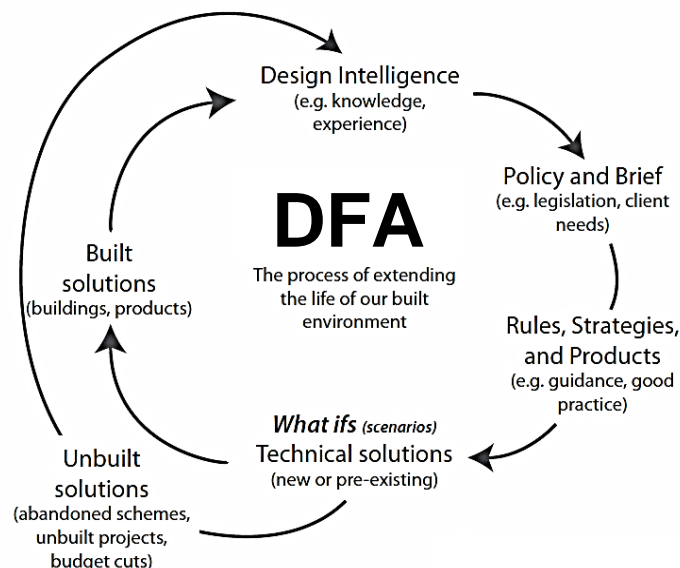 Design Intelligence
(e.g. knowledge,
experience)
Policy and Brief
(e.g. legislation, client
needs)
DFA
The process of extending
the life of our built
environment
Built
solutions
(buildings, products)
Rules, Strategies,
and Products
(e.g. guidance, good
practice)
What ifs (scenarios)
Technical solutions
(new or pre-existing)
Unbuilt
solutions
(abandoned schemes,
unbuilt projects,
budget cuts)